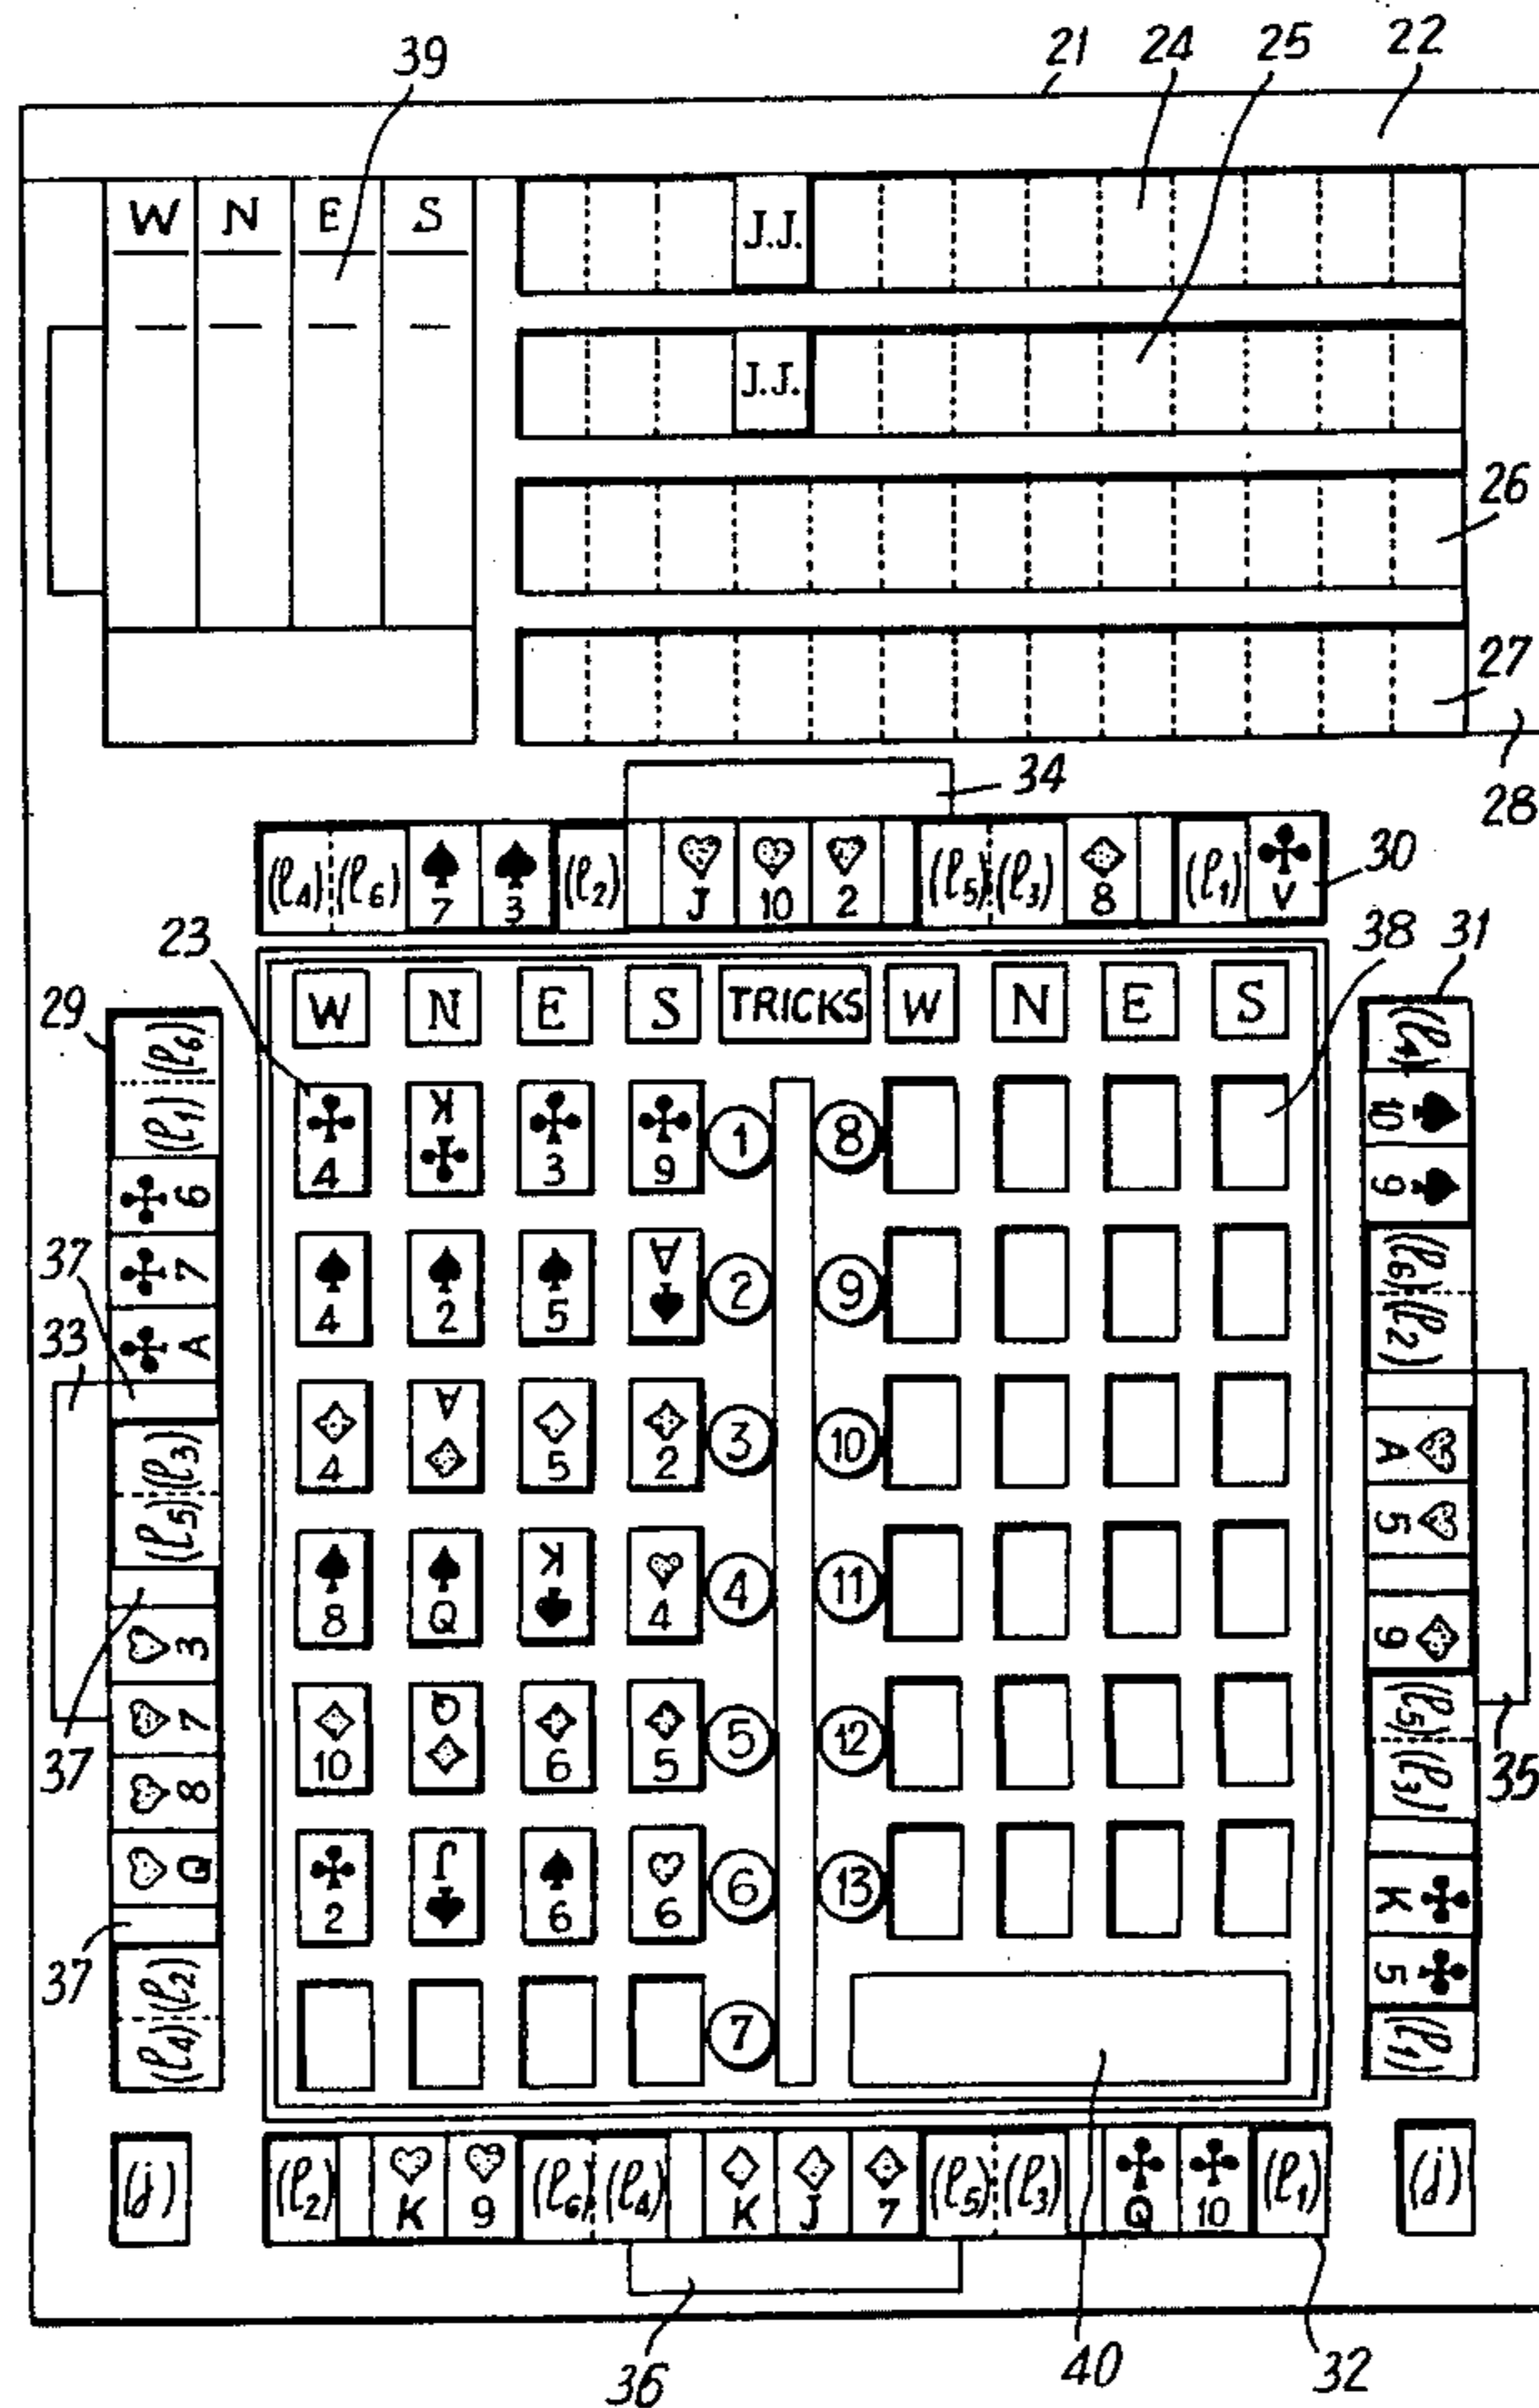 39 21 24 25 22
W N E S J.J.
J.J.
26
27
28
34
(l4) (l6) ♠7 ♠3 (l2) ♡J ♡10 ♡2 (l5) (l3) ♢8 (l1) ♣V 30
23 38 31
29 W N E S TRICKS W N E S
♣4 K♣ ♣3 ♣9 1 8
♠4 ♠2 ♠5 A♠ 2 9
♢4 A♢ ♢5 ♢2 3 10
♠8 ♠Q K♠ ♡4 4 11
♢10 Q♢ ♢6 ♢5 5 12
♣2 J♠ ♠6 ♡6 6 13
7
(l6) (l1) ♣6 ♣7 ♣A (l3) (l5) ♡3 ♡7 ♡8 ♡Q (l2) (l4)
37
33
37
37
(l4) 10♠ 9♠ (l6) (l2) A♡ 5♡ 9♢ (l5) (l3) K♣ 5♣ (l1)
35
(j) (l2) ♡K ♡9 (l6) (l4) ♢K ♢J ♢7 (l5) (l3) ♣Q ♣10 (l1) (j)
36 40 32